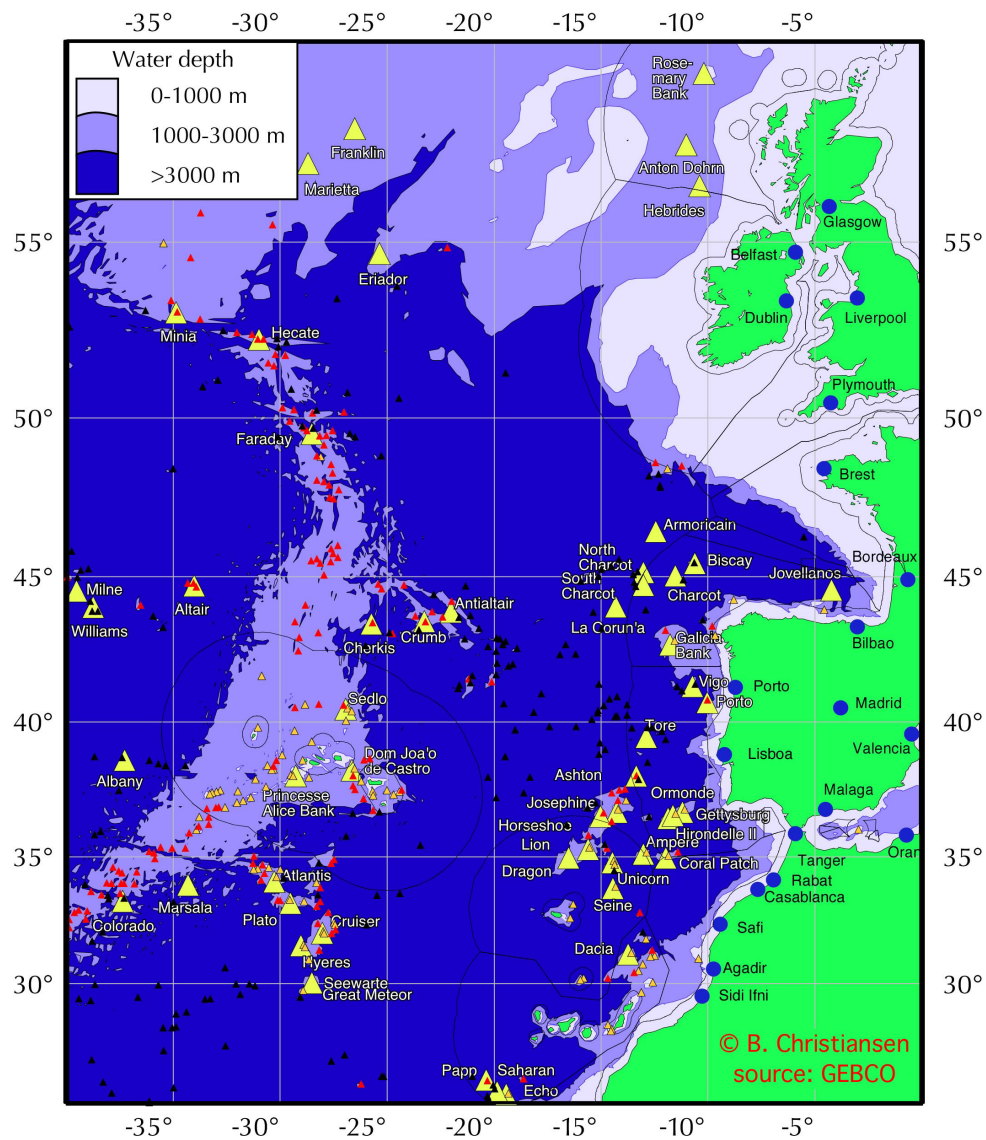 -35° -30° -25° -20° -15° -10° -5°
Water depth
0-1000 m
1000-3000 m
>3000 m
Rose-
mary
Bank
Franklin
Marietta
Anton Dohrn
Hebrides
Glasgow
55°
55°
Belfast
Eriador
Dublin
Liverpool
Minia
Hecate
Plymouth
50°
50°
Faraday
Brest
Armoricain
North
Charcot
Biscay
Bordeaux
Jovellanos
45°
45°
South
Charcot
Charcot
Milne
Altair
Antialtair
Williams
La Corun'a
Crumb
Cherkis
Bilbao
Galicia
Bank
Vigo
Porto
Porto
Madrid
Sedlo
40°
40°
Tore
Valencia
Lisboa
Dom Joa'o
de Castro
Albany
Ashton
Malaga
Princesse
Alice Bank
Ormonde
Josephine
Gettysburg
Horseshoe
Hirondelle II
Oran
Lion
Ampère
35°
35°
Dragon
Coral Patch
Tanger
Atlantis
Unicorn
Rabat
Marsala
Casablanca
Plato
Seine
Colorado
Cruiser
Safi
Dacia
Hyeres
Agadir
30°
30°
Seewarte
Great Meteor
Sidi Ifni
© B. Christiansen
source: GEBCO
Papp
Saharan
Echo
-35° -30° -25° -20° -15° -10° -5°